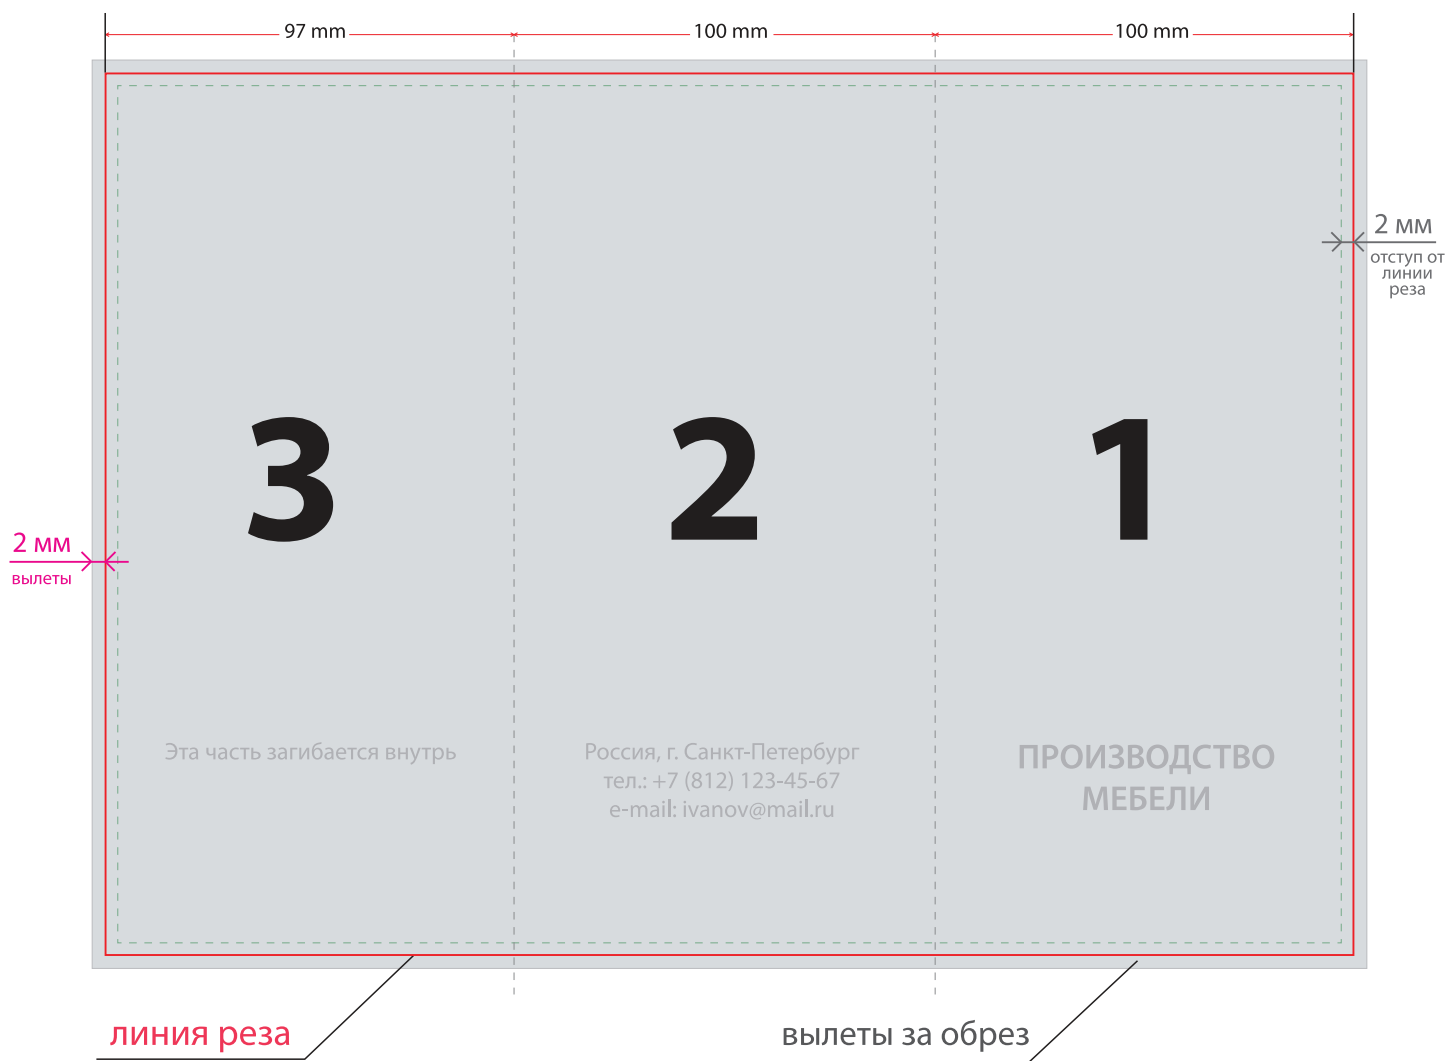 97 mm
100 mm
100 mm
2 мм
отступ от
линии
реза
3
2
1
2 мм
вылеты
Эта часть загибается внутрь
Россия, г. Санкт-Петербург
тел.: +7 (812) 123-45-67
e-mail: ivanov@mail.ru
ПРОИЗВОДСТВО
МЕБЕЛИ
линия реза
вылеты за обрез